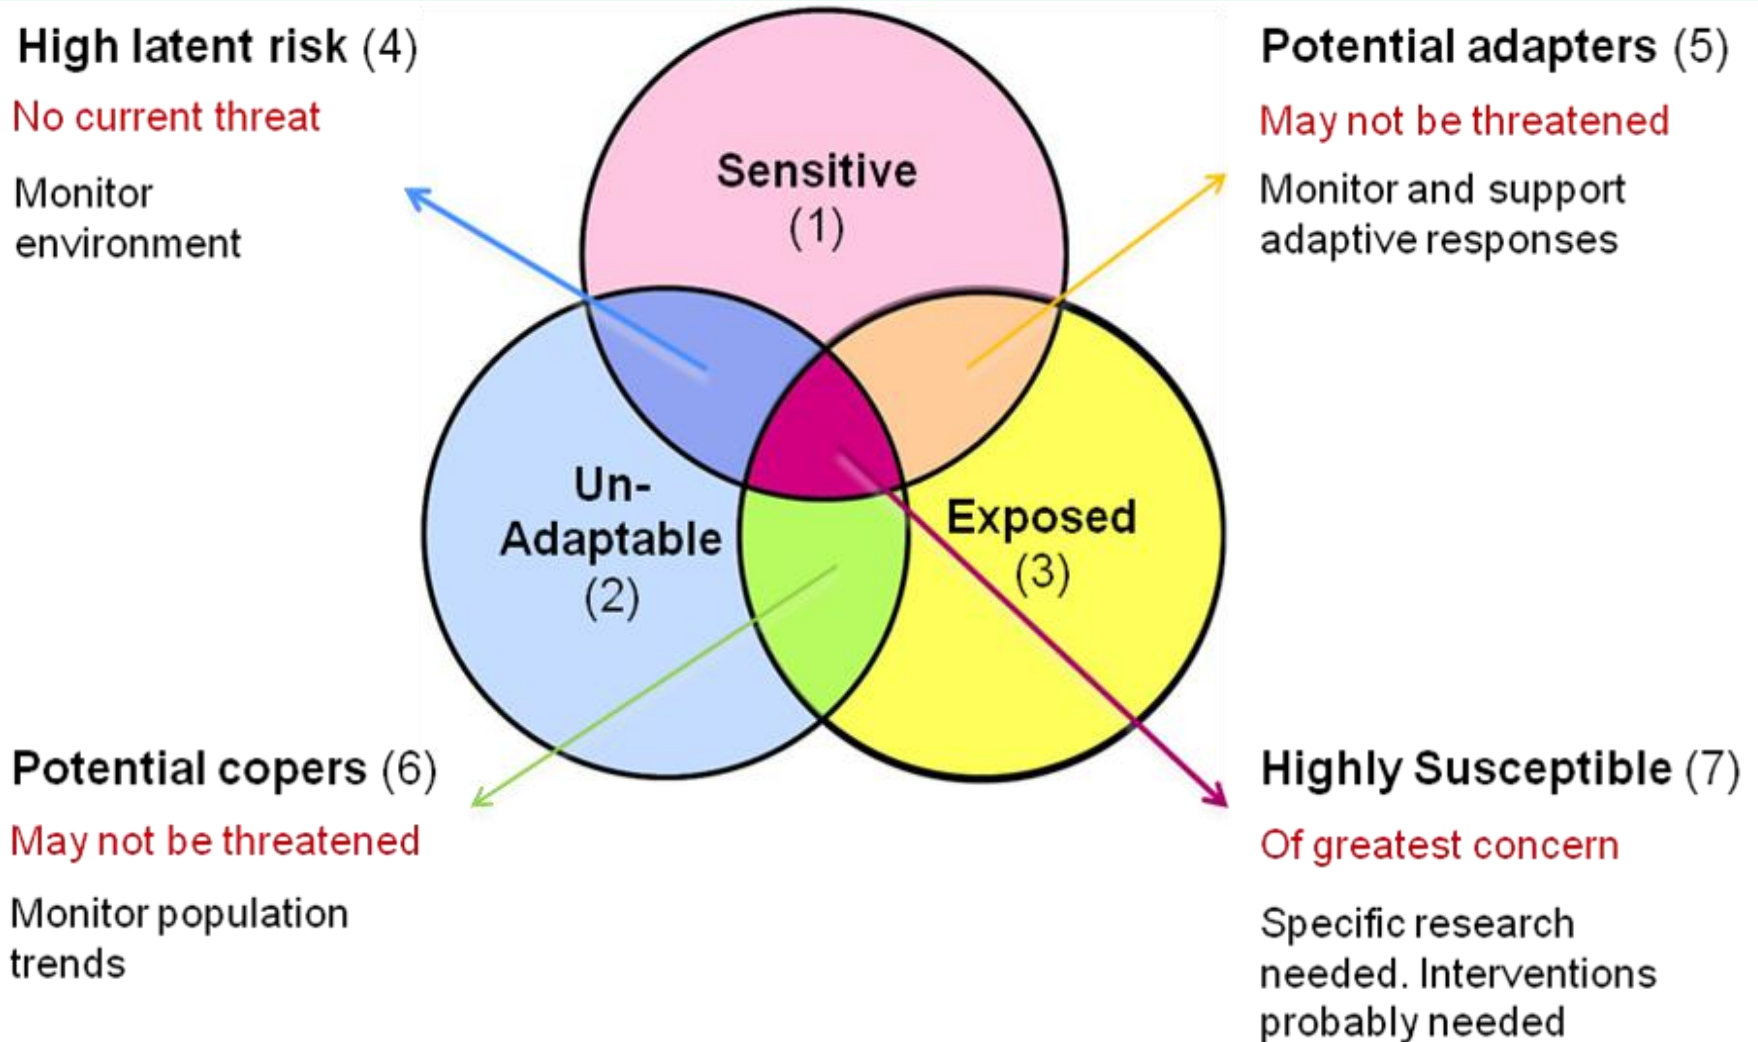 High latent risk (4)
No current threat
Monitor
environment
Potential adapters (5)
May not be threatened
Monitor and support
adaptive responses
Sensitive
(1)
Un-
Adaptable
(2)
Exposed
(3)
Potential copers (6)
May not be threatened
Monitor population
trends
Highly Susceptible (7)
Of greatest concern
Specific research
needed. Interventions
probably needed